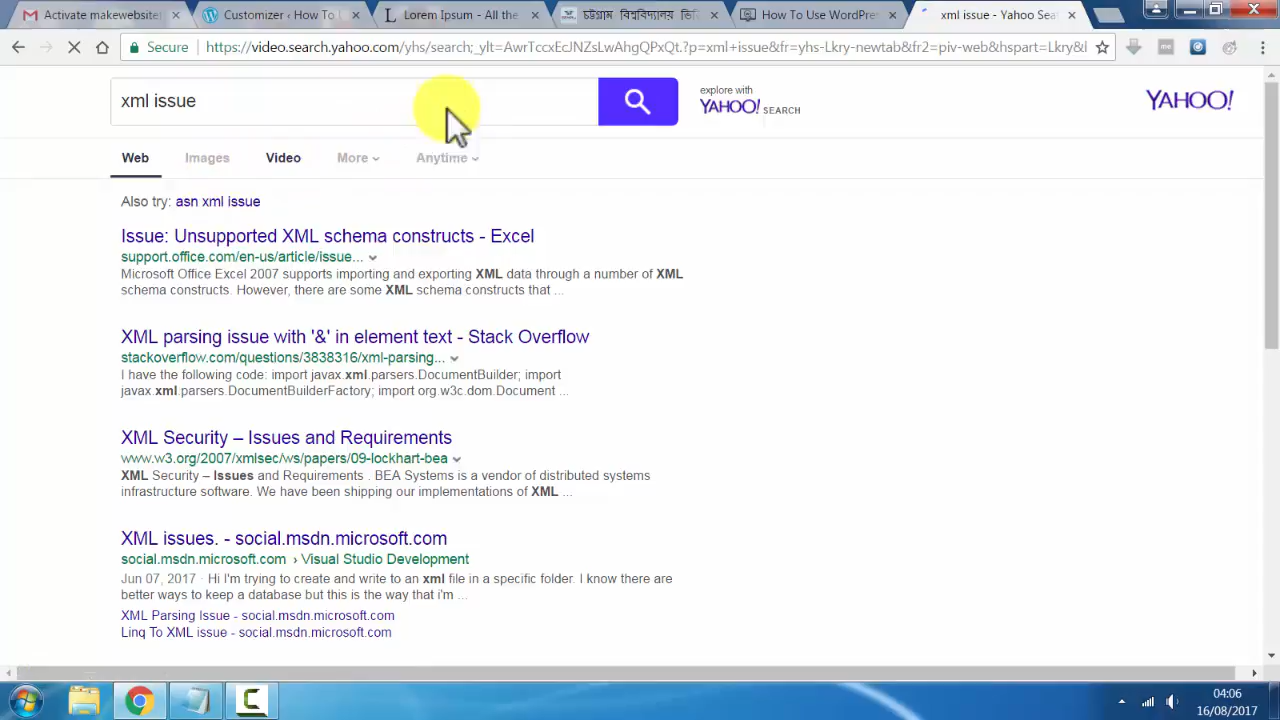 Activate makewebsite
Customizer ‹ How To
Lorem Ipsum - All the
চট্টগ্রাম বিশ্ববিদ্যালয় ভি
How To Use WordPre
xml issue - Yahoo Sea
Secure
https://video.search.yahoo.com/yhs/search;_ylt=AwrTccxEcJNZsLwAhgQPxQt.?p=xml+issue&fr=yhs-Lkry-newtab&fr2=piv-web&hspart=Lkry&l
xml issue
explore with
YAHOO! SEARCH
YAHOO!
Web Images Video More Anytime
Also try: asn xml issue
Issue: Unsupported XML schema constructs - Excel
support.office.com/en-us/article/issue...
Microsoft Office Excel 2007 supports importing and exporting XML data through a number of XML
schema constructs. However, there are some XML schema constructs that ...
XML parsing issue with '&' in element text - Stack Overflow
stackoverflow.com/questions/3838316/xml-parsing...
I have the following code: import javax.xml.parsers.DocumentBuilder; import
javax.xml.parsers.DocumentBuilderFactory; import org.w3c.dom.Document ...
XML Security – Issues and Requirements
www.w3.org/2007/xmlsec/ws/papers/09-lockhart-bea
XML Security – Issues and Requirements . BEA Systems is a vendor of distributed systems
infrastructure software. We have been shipping our implementations of XML ...
XML issues. - social.msdn.microsoft.com
social.msdn.microsoft.com › Visual Studio Development
Jun 07, 2017 · Hi I'm trying to create and write to an xml file in a specific folder. I know there are
better ways to keep a database but this is the way that i'm ...
XML Parsing Issue - social.msdn.microsoft.com
Linq To XML issue - social.msdn.microsoft.com
04:06
16/08/2017